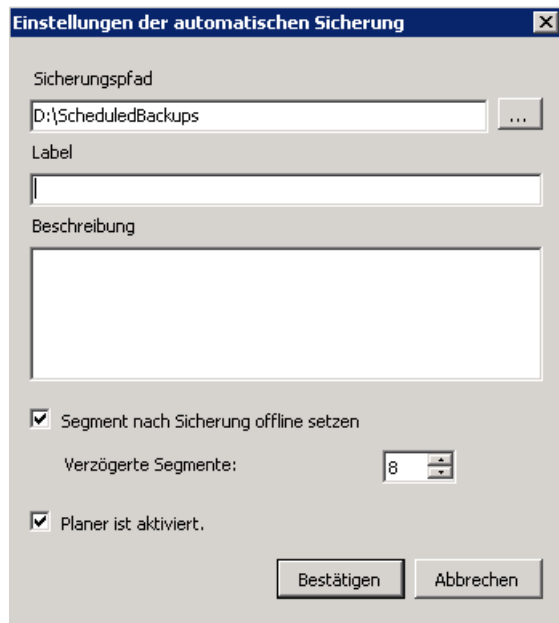 Einstellungen der automatischen Sicherung
Sicherungspfad
D:\ScheduledBackups
...
Label
Beschreibung
Segment nach Sicherung offline setzen
Verzögerte Segmente:
8
Planer ist aktiviert.
Bestätigen
Abbrechen